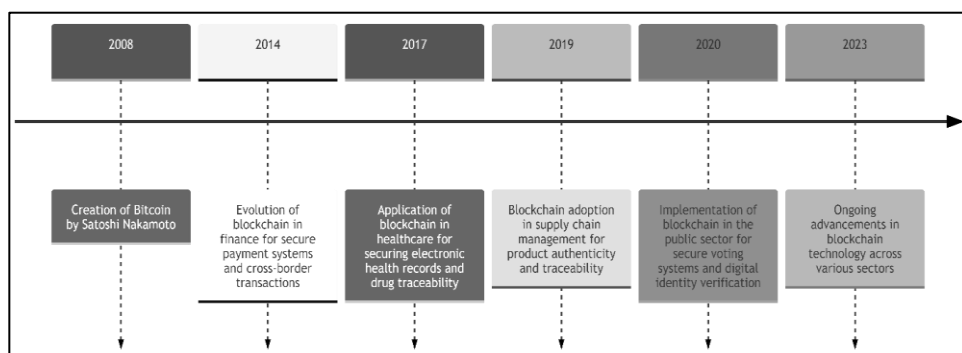 2008
2014
2017
2019
2020
2023
Creation of Bitcoin
by Satoshi Nakamoto
Evolution of
blockchain in
finance for secure
payment systems
and cross-border
transactions
Application of
blockchain in
healthcare for
securing electronic
health records and
drug traceability
Blockchain adoption
in supply chain
management for
product authenticity
and traceability
Implementation of
blockchain in the
public sector for
secure voting
systems and digital
identity verification
Ongoing
advancements in
blockchain
technology across
various sectors